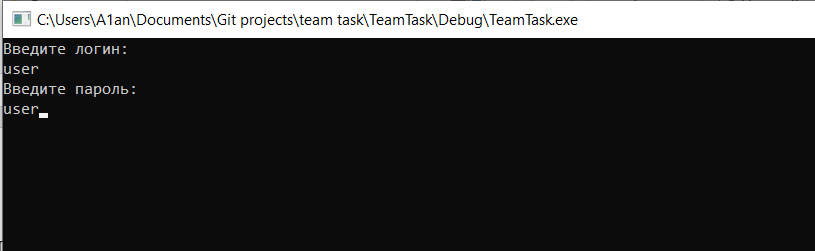 C:\Users\A1an\Documents\Git projects\team task\TeamTask\Debug\TeamTask.exe
Введите логин:
user
Введите пароль:
user